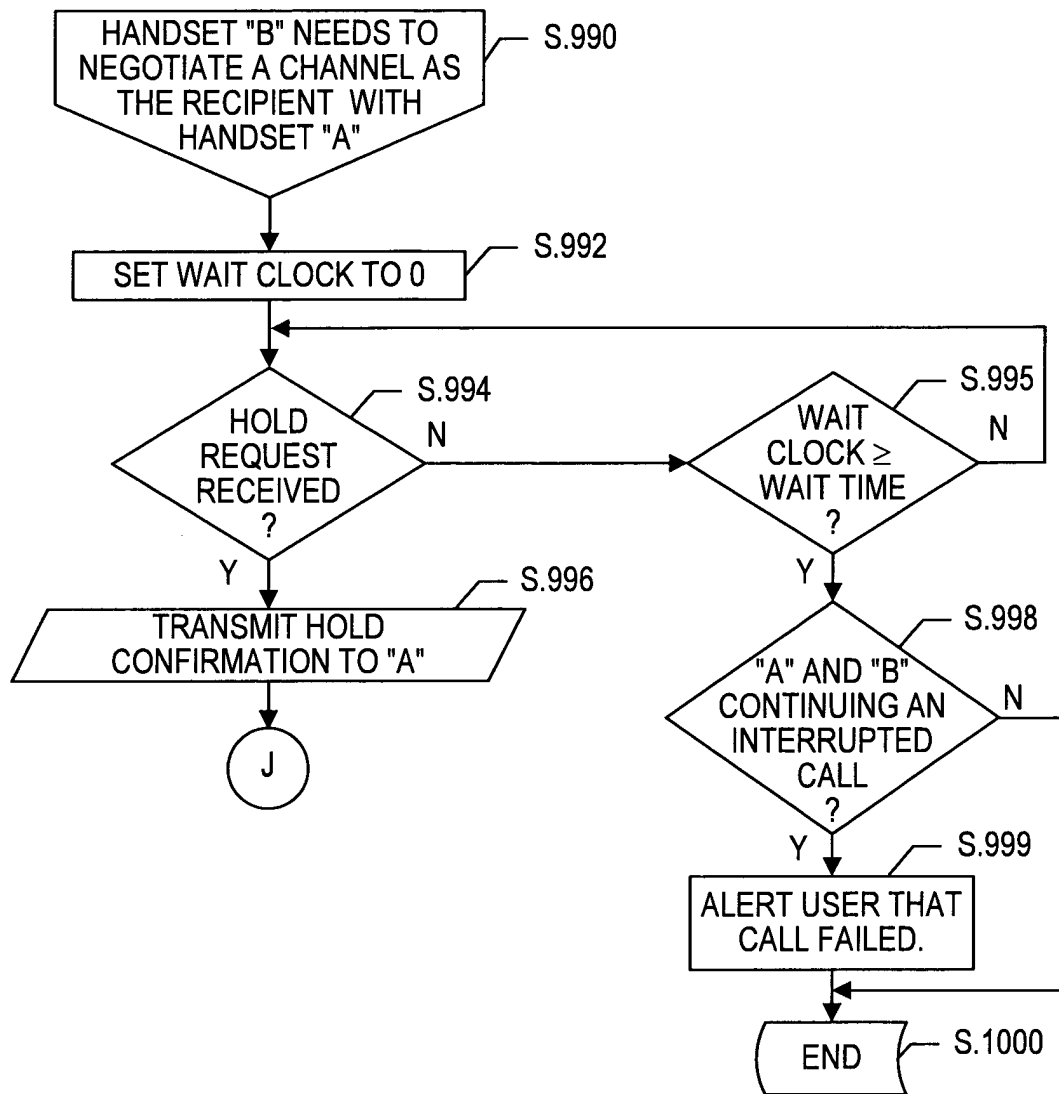 HANDSET "B" NEEDS TO
NEGOTIATE A CHANNEL AS
THE RECIPIENT WITH
HANDSET "A"
S.990
SET WAIT CLOCK TO 0
S.992
HOLD
REQUEST
RECEIVED
?
S.994
N
Y
WAIT
CLOCK ≥
WAIT TIME
?
S.995
N
Y
TRANSMIT HOLD
CONFIRMATION TO "A"
S.996
J
"A" AND "B"
CONTINUING AN
INTERRUPTED
CALL
?
S.998
N
Y
ALERT USER THAT
CALL FAILED.
S.999
END
S.1000